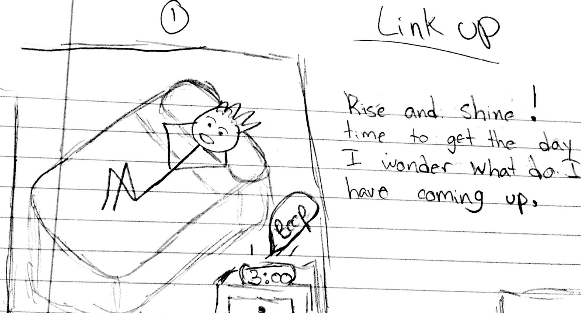 1
Link up
Rise and shine!
time to get the day
I wonder what do I
have coming up.
Beep
3:00